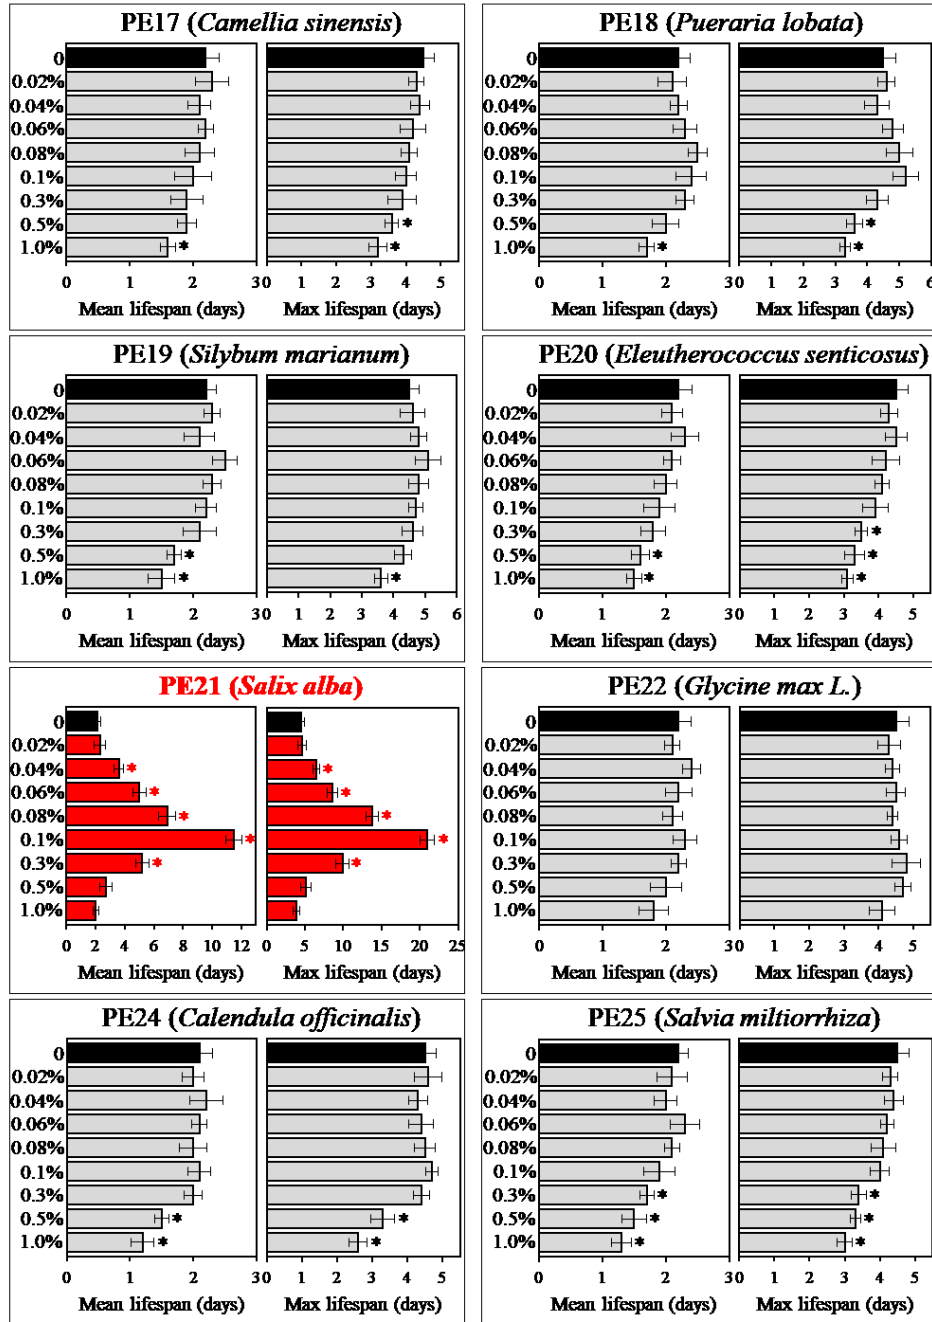 PE17 (Camellia sinensis)
0
0.02%
0.04%
0.06%
0.08%
0.1%
0.3%
0.5% *
1.0% * *
0 1 2 3 0 1 2 3 4 5
Mean lifespan (days) Max lifespan (days)
PE18 (Pueraria lobata)
0
0.02%
0.04%
0.06%
0.08%
0.1%
0.3%
0.5% *
1.0% * *
0 1 2 3 0 1 2 3 4 5 6
Mean lifespan (days) Max lifespan (days)
PE19 (Silybum marianum)
0
0.02%
0.04%
0.06%
0.08%
0.1%
0.3%
0.5% *
1.0% * *
0 1 2 3 0 1 2 3 4 5 6
Mean lifespan (days) Max lifespan (days)
PE20 (Eleutherococcus senticosus)
0
0.02%
0.04%
0.06%
0.08%
0.1%
0.3% *
0.5% * *
1.0% * *
0 1 2 3 0 1 2 3 4 5
Mean lifespan (days) Max lifespan (days)
PE21 (Salix alba)
0
0.02%
0.04% * *
0.06% * *
0.08% * *
0.1% * *
0.3% * *
0.5%
1.0%
0 2 4 6 8 10 12 0 5 10 15 20 25
Mean lifespan (days) Max lifespan (days)
PE22 (Glycine max L.)
0
0.02%
0.04%
0.06%
0.08%
0.1%
0.3%
0.5%
1.0%
0 1 2 3 0 1 2 3 4 5
Mean lifespan (days) Max lifespan (days)
PE24 (Calendula officinalis)
0
0.02%
0.04%
0.06%
0.08%
0.1%
0.3%
0.5% * *
1.0% * *
0 1 2 3 0 1 2 3 4 5
Mean lifespan (days) Max lifespan (days)
PE25 (Salvia miltiorrhiza)
0
0.02%
0.04%
0.06%
0.08%
0.1%
0.3% * *
0.5% * *
1.0% * *
0 1 2 3 0 1 2 3 4 5
Mean lifespan (days) Max lifespan (days)